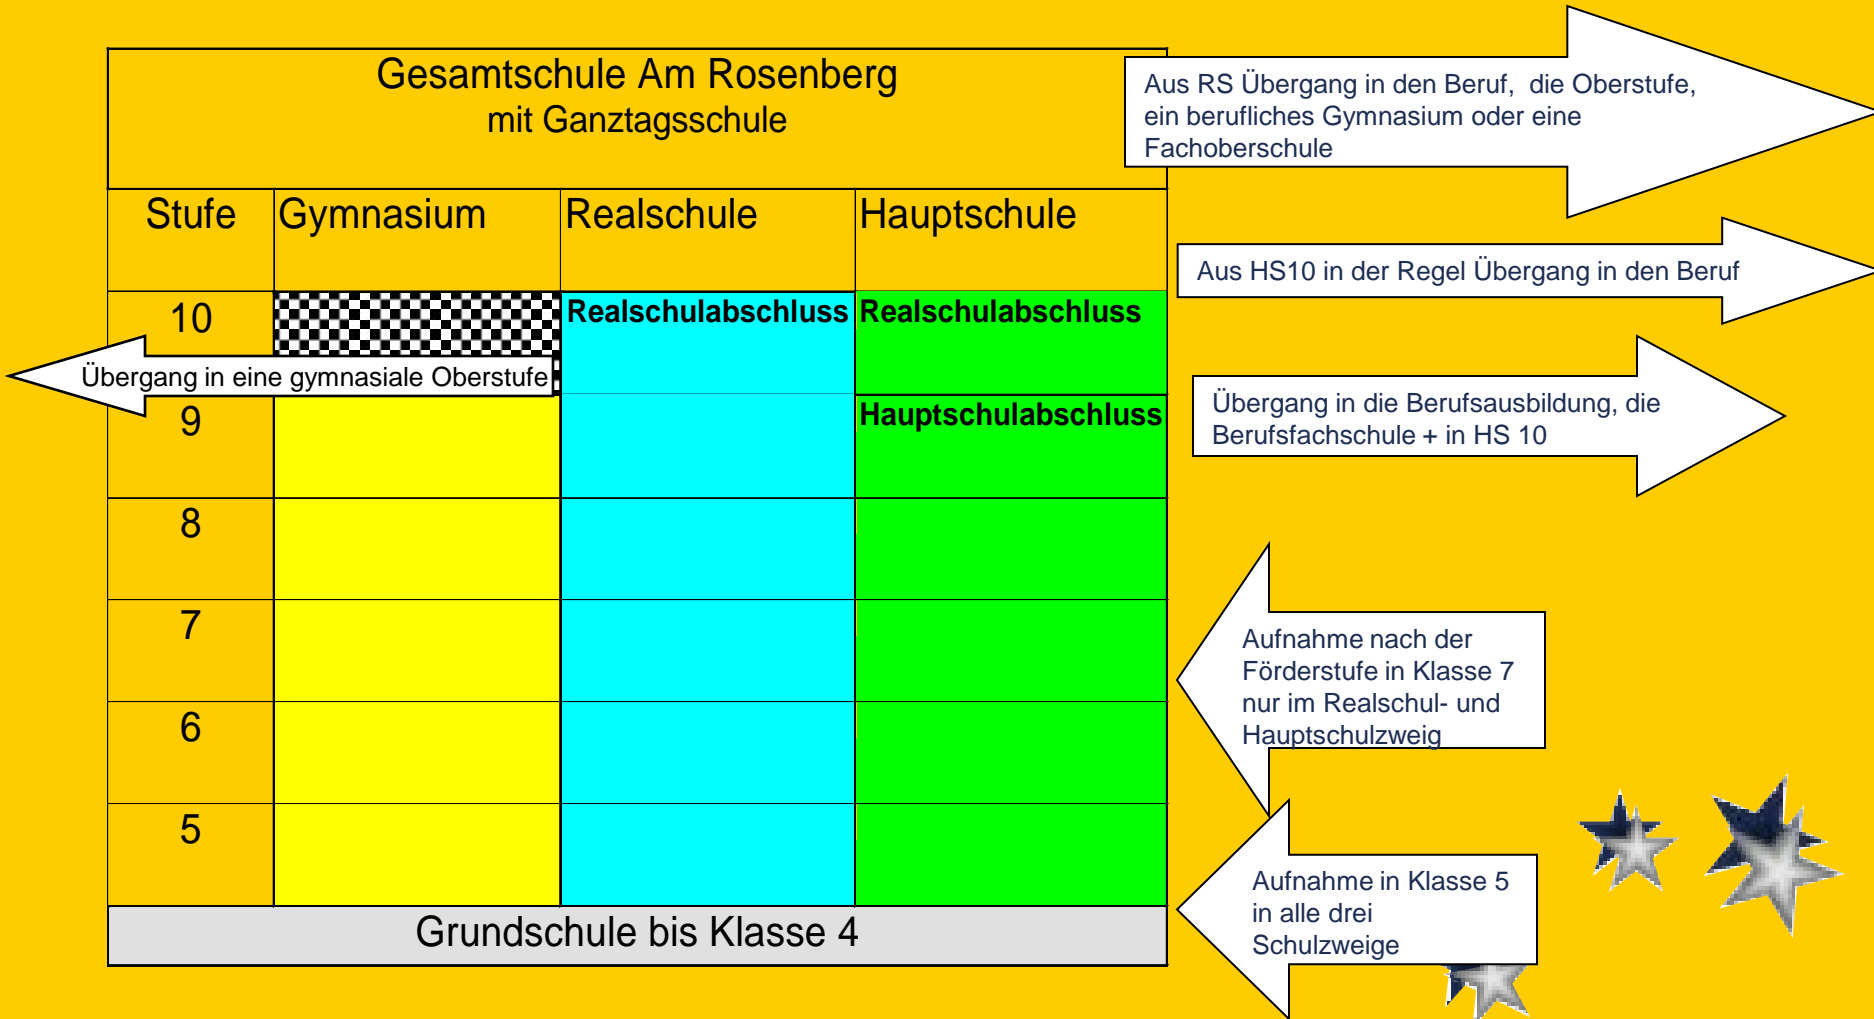 Gesamtschule Am Rosenberg
mit Ganztagsschule
Aus RS Übergang in den Beruf, die Oberstufe,
ein berufliches Gymnasium oder eine
Fachoberschule
Stufe Gymnasium Realschule Hauptschule
Aus HS10 in der Regel Übergang in den Beruf
10 Realschulabschluss Realschulabschluss
Übergang in eine gymnasiale Oberstufe
9 Hauptschulabschluss
Übergang in die Berufsausbildung, die
Berufsfachschule + in HS 10
8
7
Aufnahme nach der
Förderstufe in Klasse 7
nur im Realschul- und
Hauptschulzweig
6
5
Aufnahme in Klasse 5
in alle drei
Schulzweige
Grundschule bis Klasse 4